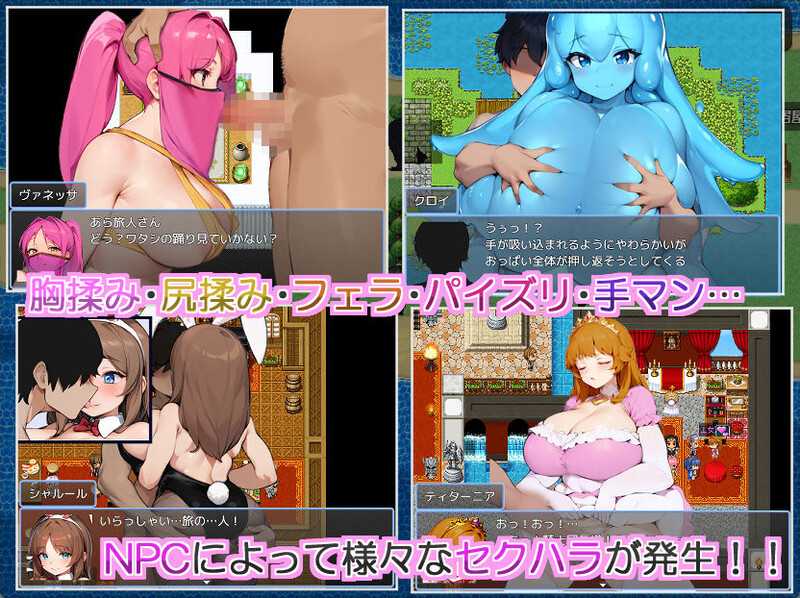 ヴァネッサ
あら旅人さん
どう？ワタシの踊り見ていかない？
クロイ
うぅっ！？
手が吸い込まれるようにやわらかいが
おっぱい全体が押し返そうとしてくる
胸揉み・尻揉み・フェラ・パイズリ・手マン…
シャルール
いらっしゃい…旅の…人！
ティターニア
おっ！おっ！…
NPCによって様々なセクハラが発生！！